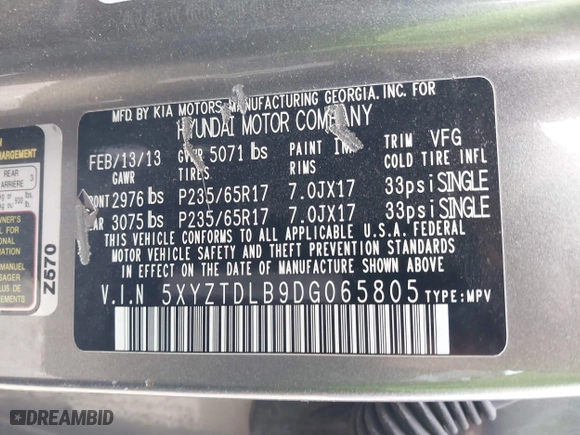 MFD.BY KIA MOTORS MANUFACTURING GEORGIA.INC.FOR
HYUNDAI MOTOR COMPANY
FEB/13/13 GVWR 5071 lbs PAINT TRIM VFG
GAWR TIRES RIMS COLD TIRE INFL
2976 lbs P235/65R17 7.0JX17 33psi SINGLE
3075 lbs P235/65R17 7.0JX17 33psi SINGLE
THIS VEHICLE CONFORMS TO ALL APPLICABLE U.S.A. FEDERAL
MOTOR VEHICLE SAFETY AND THEFT PREVENTION STANDARDS
IN EFFECT ON THE DATE OF MANUFACTURE SHOWN ABOVE.
V.I.N 5XYZTDLB9DG065805 TYPE:MPV
REAR 3
ARRIÈRE
Z570
DREAMBID